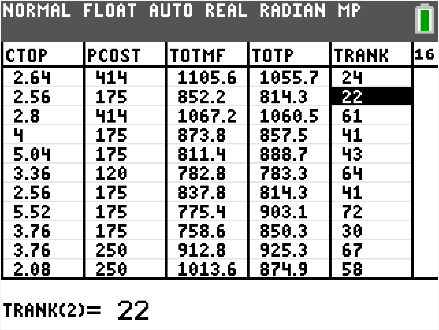 NORMAL FLOAT AUTO REAL RADIAN MP
CTOP PCOST TOTMF TOTP TRANK 16
2.64 414 1105.6 1055.7 24
2.56 175 852.2 814.3 22
2.8 414 1067.2 1060.5 61
4 175 873.8 857.5 41
5.04 175 811.4 888.7 43
3.36 120 782.8 783.3 64
2.56 175 837.8 814.3 41
5.52 175 775.4 903.1 72
3.76 175 758.6 850.3 30
3.76 250 912.8 925.3 67
2.08 250 1013.6 874.9 58
TRANK(2)= 22